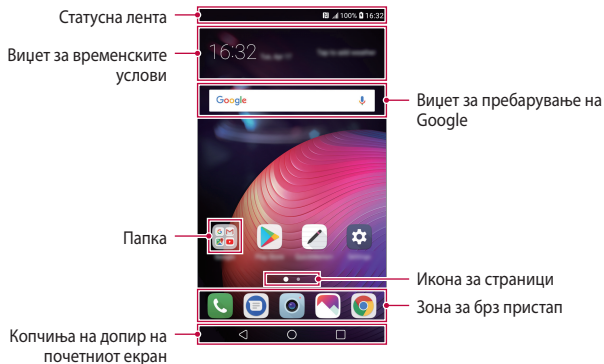 Статусна лента
100% 16:32
Виџет за временските
услови
16:32
Google
Виџет за пребарување на
Google
Папка
Икона за страници
Зона за брз пристап
Копчиња на допир на
почетниот екран